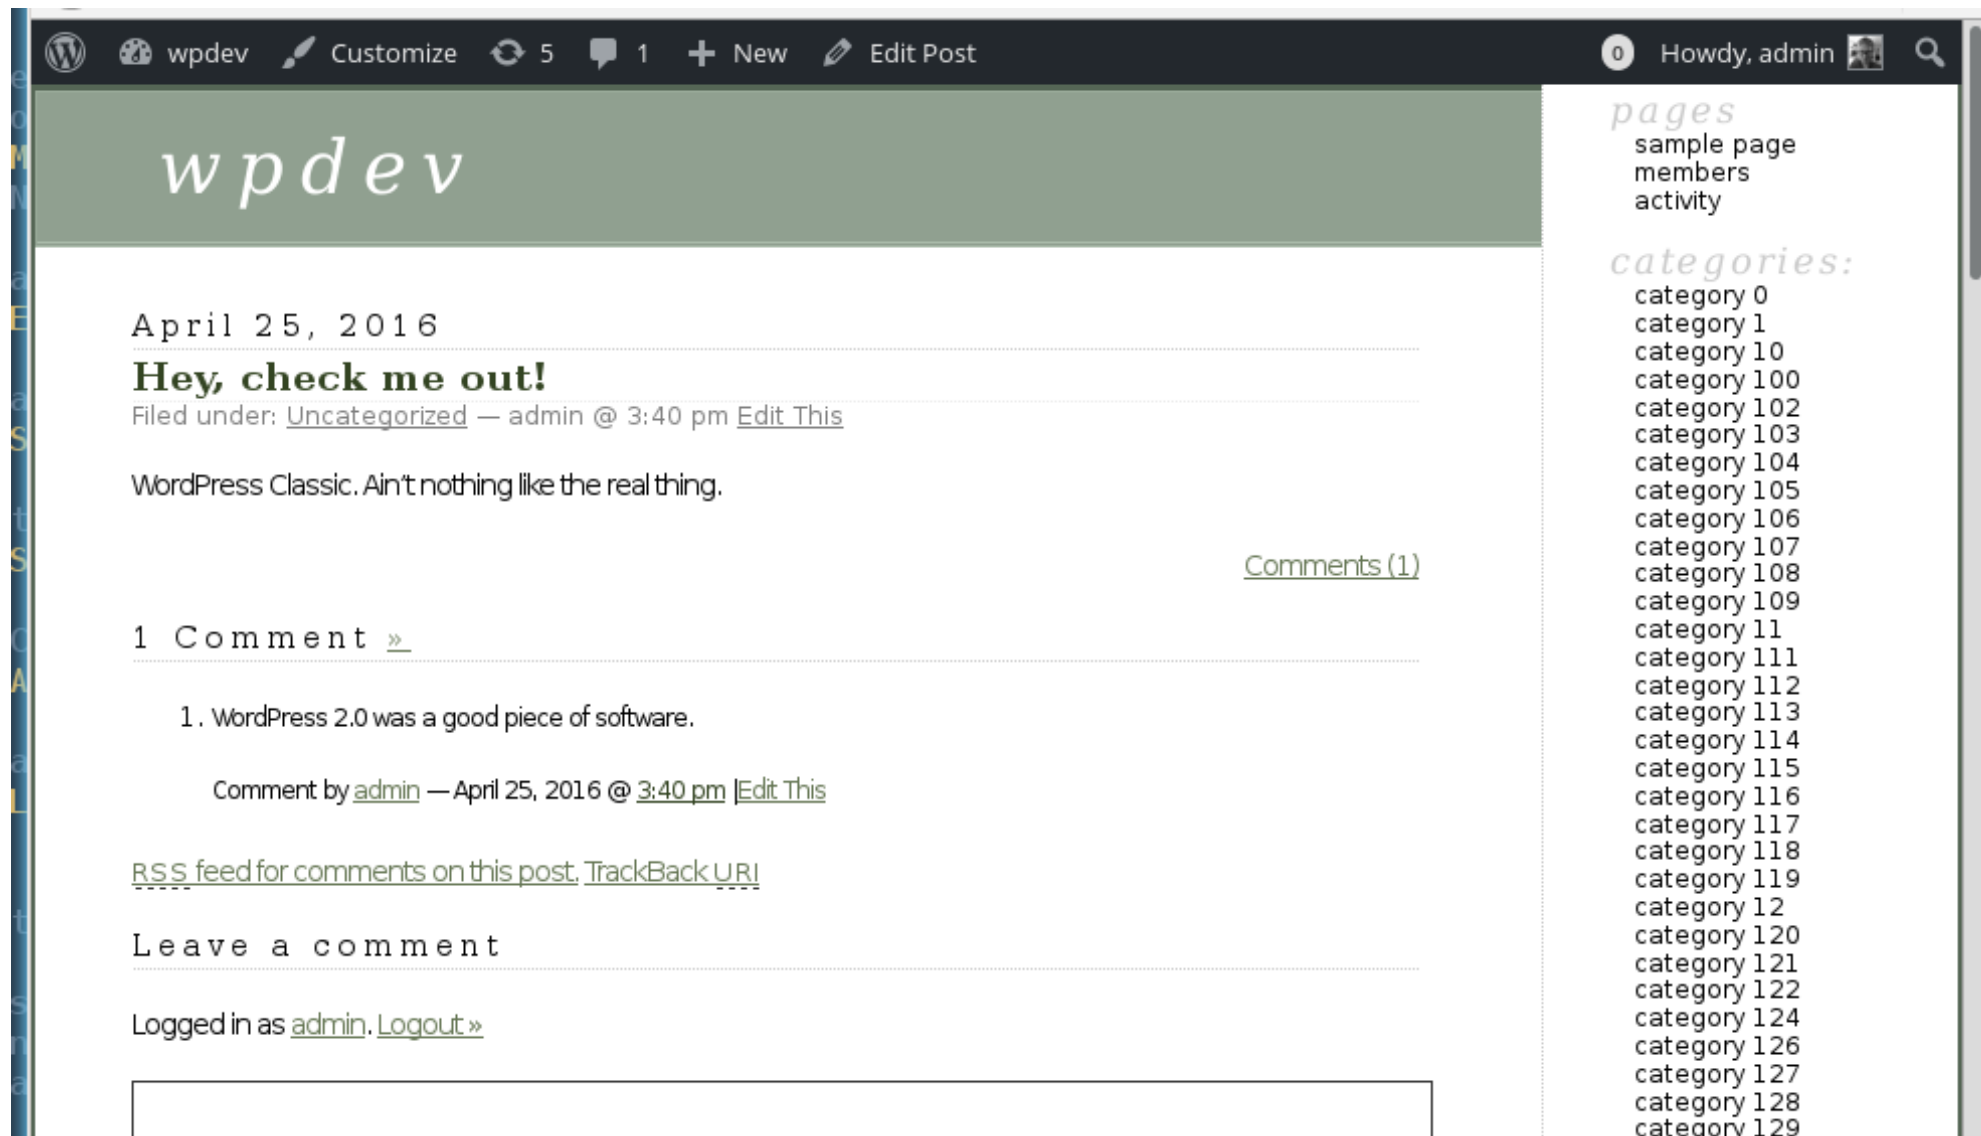 wpdev Customize 5 1 New Edit Post 0 Howdy, admin
wpdev
April 25, 2016
Hey, check me out!
Filed under: Uncategorized — admin @ 3:40 pm Edit This
WordPress Classic. Ain't nothing like the real thing.
Comments (1)
1 Comment »
1. WordPress 2.0 was a good piece of software.
Comment by admin — April 25, 2016 @ 3:40 pm |Edit This
RSS feed for comments on this post. TrackBack URI
Leave a comment
Logged in as admin. Logout »
pages
sample page
members
activity
categories:
category 0
category 1
category 10
category 100
category 102
category 103
category 104
category 105
category 106
category 107
category 108
category 109
category 11
category 111
category 112
category 113
category 114
category 115
category 116
category 117
category 118
category 119
category 12
category 120
category 121
category 122
category 124
category 126
category 127
category 128
category 129